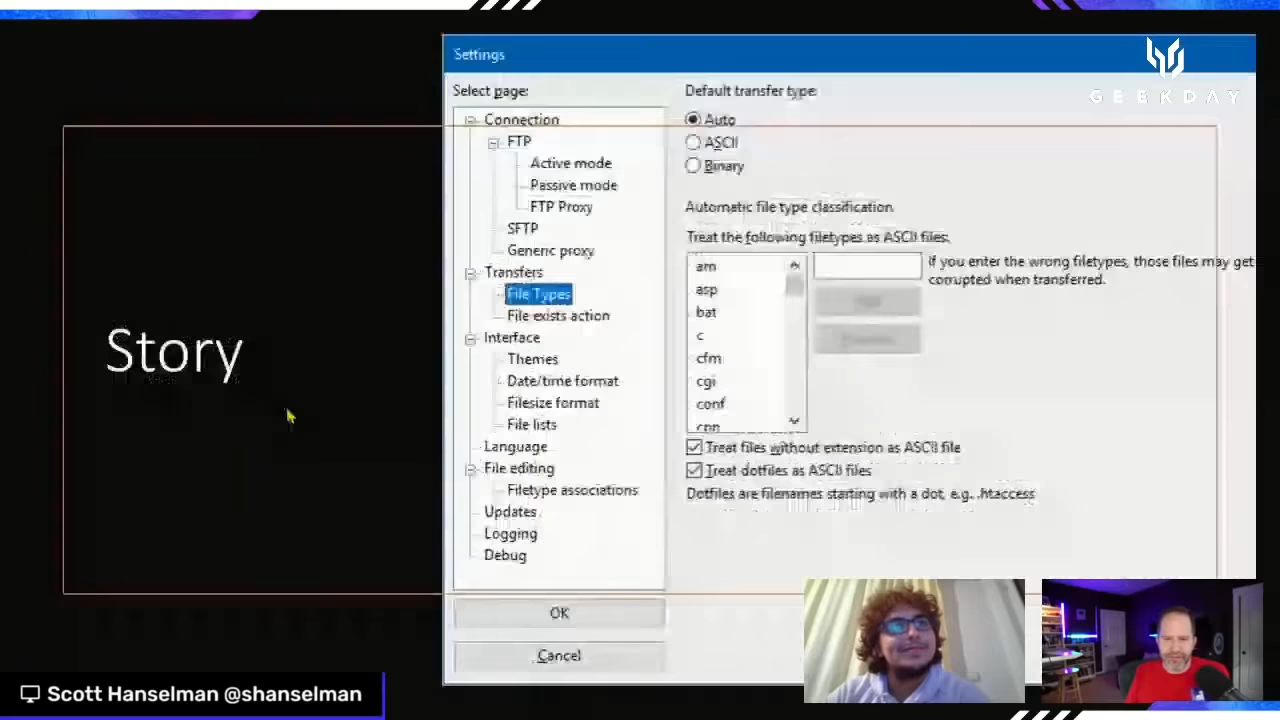 Settings
GEEKDAY
Select page:
Connection
FTP
Active mode
Passive mode
FTP Proxy
SFTP
Generic proxy
Transfers
File Types
File exists action
Interface
Themes
Date/time format
Filesize format
File lists
Language
File editing
Filetype associations
Updates
Logging
Debug
OK
Cancel
Default transfer type:
Auto
ASCII
Binary
Automatic file type classification
Treat the following filetypes as ASCII files:
am
asp
bat
c
cfm
cgi
conf
cpp
If you enter the wrong filetypes, those files may get
corrupted when transferred.
Treat files without extension as ASCII file
Treat dotfiles as ASCII files
Dotfiles are filenames starting with a dot, e.g. .htaccess
Story
Scott Hanselman @shanselman